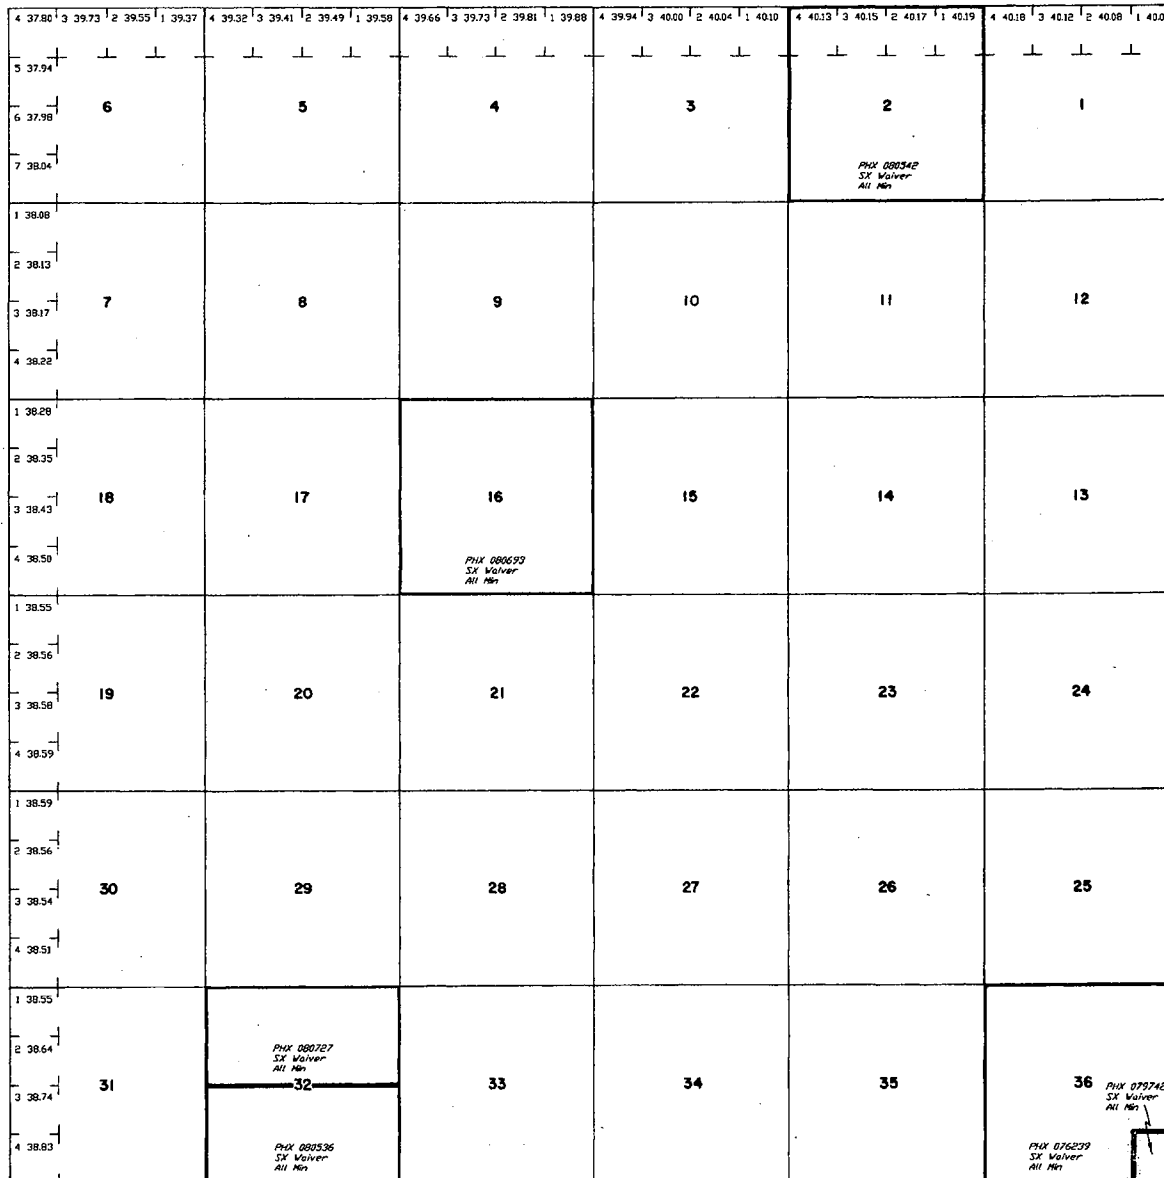 4 37.80 3 39.73 2 39.55 1 39.37 4 39.32 3 39.41 2 39.49 1 39.58 4 39.66 3 39.73 2 39.81 1 39.88 4 39.94 3 40.00 2 40.04 1 40.10 4 40.13 3 40.15 2 40.17 1 40.19 4 40.18 3 40.12 2 40.08 1
5 37.94
6 5 4 3 2 1
6 37.98
7 38.04
PHX 080542
SX Waiver
All Min
1 38.08
2 38.13
7 8 9 10 11 12
3 38.17
4 38.22
1 38.28
2 38.35
18 17 16 15 14 13
3 38.43
4 38.50
PHX 080693
SX Waiver
All Min
1 38.55
2 38.56
19 20 21 22 23 24
3 38.58
4 38.59
1 38.59
2 38.56
30 29 28 27 26 25
3 38.54
4 38.51
1 38.55
2 38.64
PHX 080727
SX Waiver
All Min
31 32 33 34 35 36
3 38.74
PHX 079742
SX Waiver
All Min
4 38.83
PHX 080536
SX Waiver
All Min
PHX 076239
SX Waiver
All Min